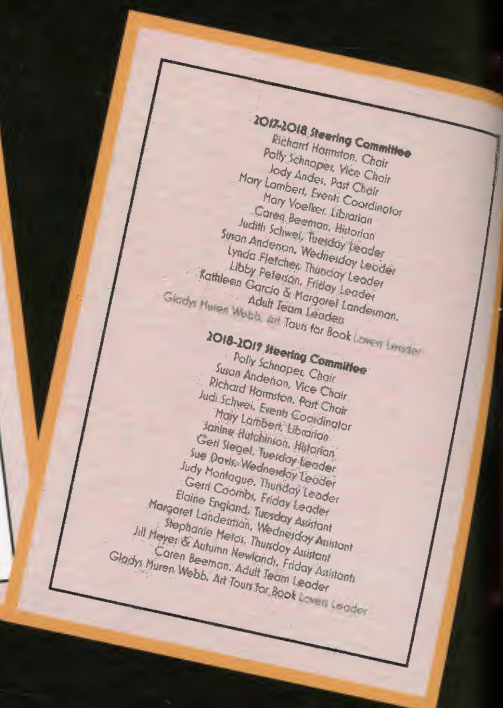 2017-2018 Steering Committee
Richard Harmston, Chair
Polly Schnaper, Vice Chair
Jody Andes, Past Chair
Mary Lambert, Events Coordinator
Mary Voelker, Librarian
Caren Beeman, Historian
Judith Schwei, Tuesday Leader
Susan Anderson, Wednesday Leader
Lynda Fletcher, Thursday Leader
Libby Peterson, Friday Leader
Kathleen Garcia & Margaret Landesman,
Adult Team Leaders
Gladys Muren Webb, Art Tours for Book Lovers Leader
2018-2019 Steering Committee
Polly Schnaper, Chair
Susan Anderson, Vice Chair
Richard Harmston, Past Chair
Judi Schwei, Events Coordinator
Mary Lambert, Librarian
Janine Hutchinson, Historian
Geri Siegel, Tuesday Leader
Sue Davis, Wednesday Leader
Judy Montague, Thursday Leader
Gerri Coombs, Friday Leader
Elaine England, Tuesday Assistant
Margaret Landesman, Wednesday Assistant
Stephanie Metos, Thursday Assistant
Jill Meyer & Autumn Newlands, Friday Assistants
Caren Beeman, Adult Team Leader
Gladys Muren Webb, Art Tours for Book Lovers Leader